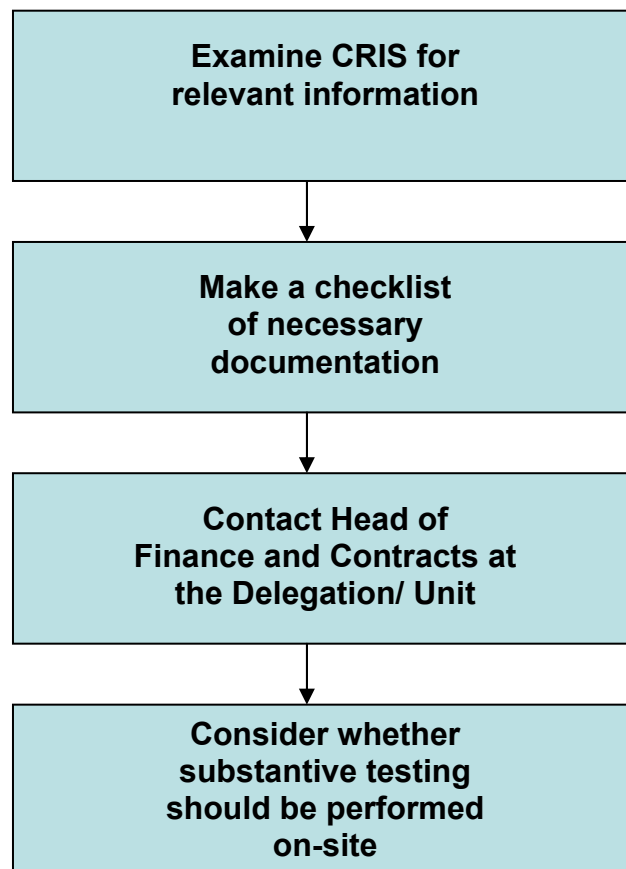 Examine CRIS for
relevant information
Make a checklist
of necessary
documentation
Contact Head of
Finance and Contracts at
the Delegation/ Unit
Consider whether
substantive testing
should be performed
on-site